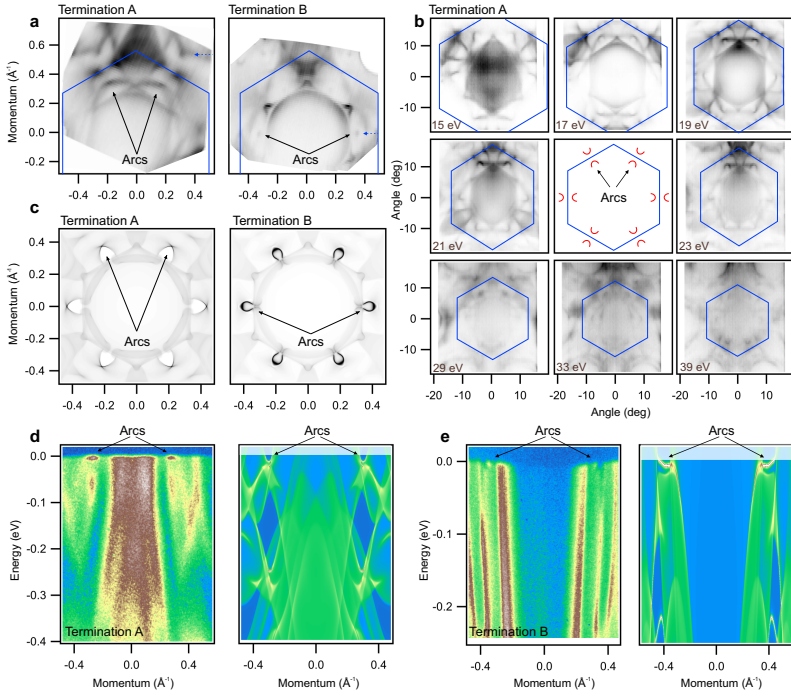 a
Termination A
Termination B
Momentum (Å⁻¹)
0.6
0.4
0.2
0.0
-0.2
Arcs
Arcs
-0.4 -0.2 0.0 0.2 0.4
-0.4 -0.2 0.0 0.2 0.4
b
Termination A
Angle (deg)
10
0
-10
10
0
-10
10
0
-10
15 eV
17 eV
19 eV
21 eV
Arcs
23 eV
29 eV
33 eV
39 eV
-20 -10 0 10
-20 -10 0 10
-20 -10 0 10
Angle (deg)
c
Termination A
Termination B
Momentum (Å⁻¹)
0.4
0.2
0.0
-0.2
-0.4
Arcs
Arcs
-0.4 -0.2 0.0 0.2 0.4
-0.4 -0.2 0.0 0.2 0.4
d
Arcs
Arcs
Energy (eV)
0.0
-0.1
-0.2
-0.3
-0.4
Termination A
-0.4 0.0 0.4
-0.4 0.0 0.4
Momentum (Å⁻¹)
Momentum (Å⁻¹)
e
Arcs
Arcs
Energy (eV)
0.0
-0.1
-0.2
Termination B
-0.4 0.0 0.4
-0.4 0.0 0.4
Momentum (Å⁻¹)
Momentum (Å⁻¹)